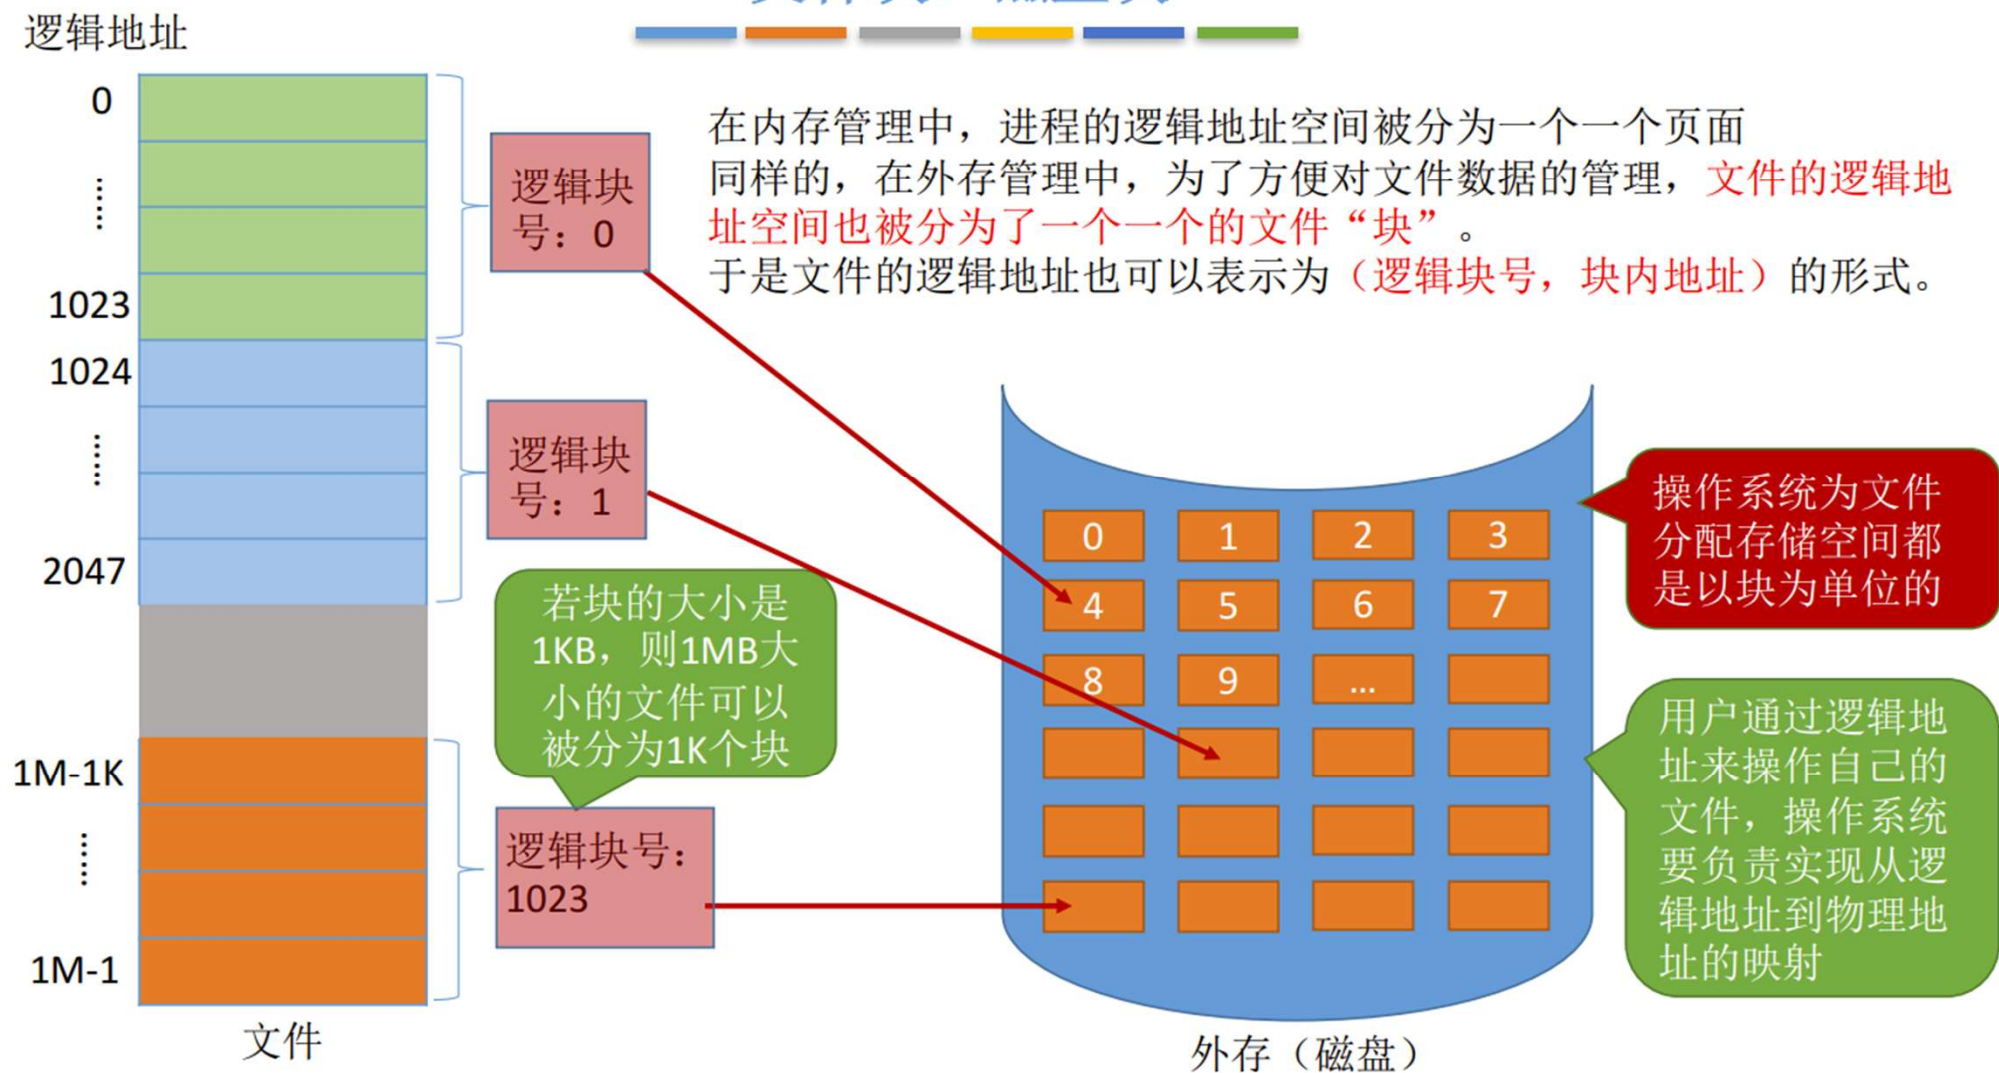 逻辑地址
0
……
1023
1024
……
2047
1M-1K
……
1M-1
文件
逻辑块
号：0
逻辑块
号：1
若块的大小是
1KB，则1MB大
小的文件可以
被分为1K个块
逻辑块号：
1023
在内存管理中，进程的逻辑地址空间被分为一个一个页面
同样的，在外存管理中，为了方便对文件数据的管理，文件的逻辑地
址空间也被分为了一个一个的文件“块”。
于是文件的逻辑地址也可以表示为（逻辑块号，块内地址）的形式。
0 1 2 3
4 5 6 7
8 9 …
外存（磁盘）
操作系统为文件
分配存储空间都
是以块为单位的
用户通过逻辑地
址来操作自己的
文件，操作系统
要负责实现从逻
辑地址到物理地
址的映射